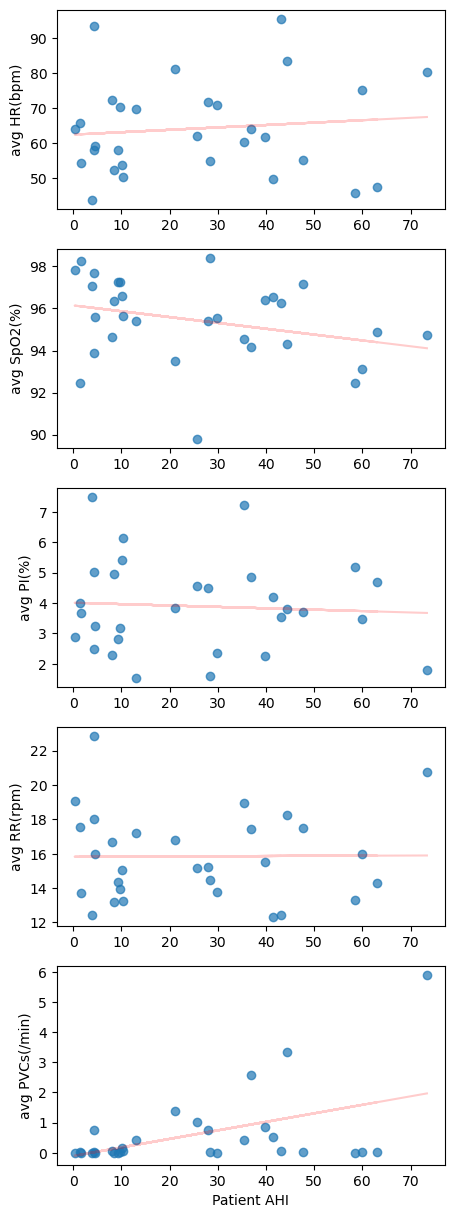 avg HR(bpm)
90
80
70
60
50
0 10 20 30 40 50 60 70
avg SpO2(%)
98
96
94
92
90
0 10 20 30 40 50 60 70
avg PI(%)
7
6
5
4
3
2
0 10 20 30 40 50 60 70
avg RR(rpm)
22
20
18
16
14
12
0 10 20 30 40 50 60 70
avg PVCs(/min)
6
5
4
3
2
1
0
0 10 20 30 40 50 60 70
Patient AHI